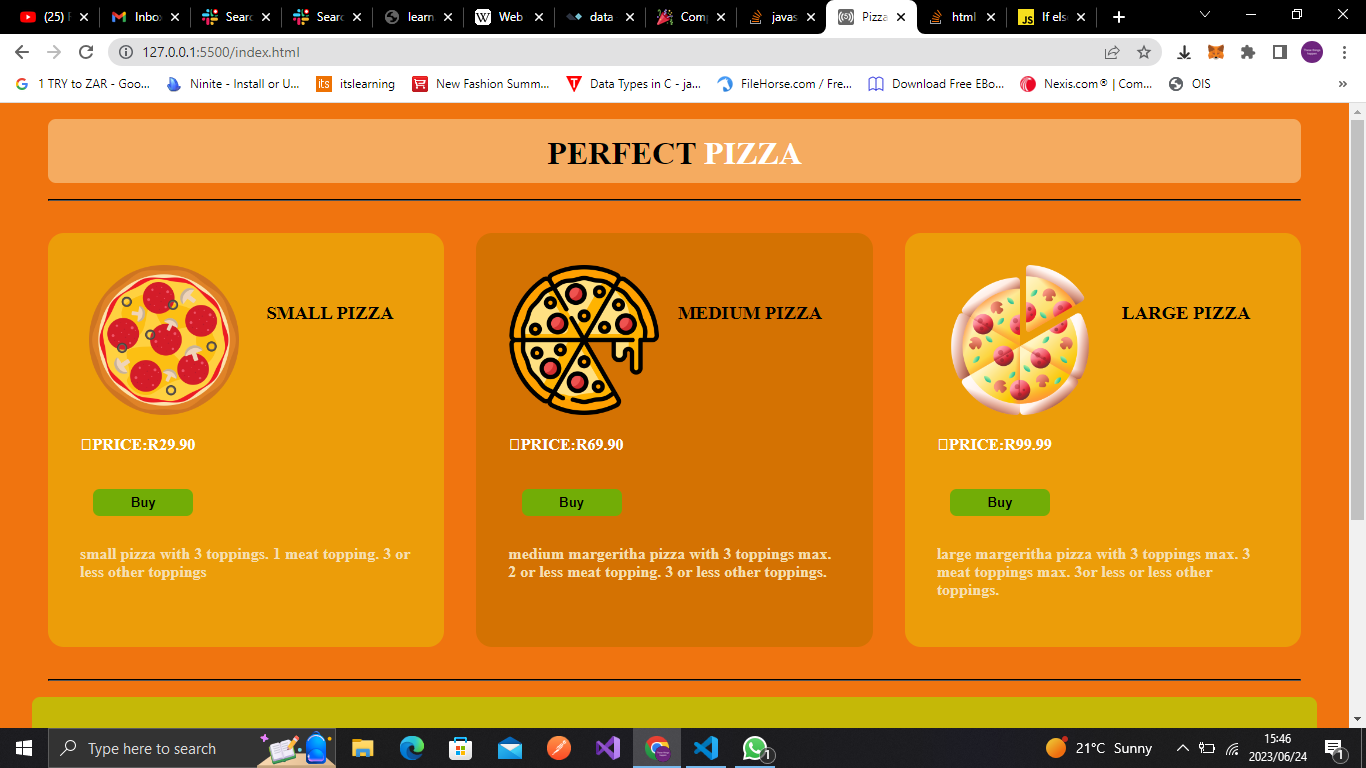 (25) F
Inbo
Sear
Sear
learn
Web
data
Comp
javas
Pizza
html
If els
127.0.0.1:5500/index.html
1 TRY to ZAR - Goo...
Ninite - Install or U...
its
itslearning
New Fashion Summ...
Data Types in C - ja...
FileHorse.com / Fre...
Download Free EBo...
Nexis.com® | Com...
OIS
PERFECT PIZZA
SMALL PIZZA
PRICE:R29.90
Buy
small pizza with 3 toppings. 1 meat topping. 3 or
less other toppings
MEDIUM PIZZA
PRICE:R69.90
Buy
medium margeritha pizza with 3 toppings max.
2 or less meat topping. 3 or less other toppings.
LARGE PIZZA
PRICE:R99.99
Buy
large margeritha pizza with 3 toppings max. 3
meat toppings max. 3or less or less other
toppings.
Type here to search
1
21°C Sunny
15:46
2023/06/24
1